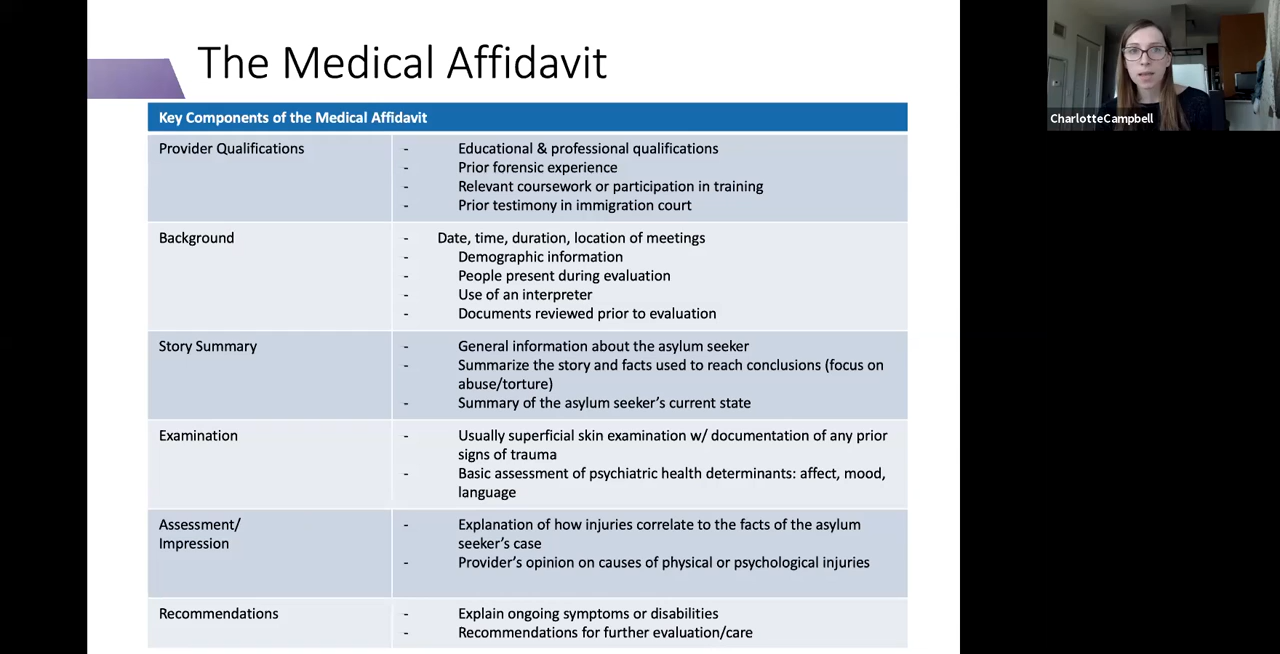 The Medical Affidavit
CharlotteCampbell
Key Components of the Medical Affidavit
Provider Qualifications
- Educational & professional qualifications
- Prior forensic experience
- Relevant coursework or participation in training
- Prior testimony in immigration court
Background
- Date, time, duration, location of meetings
- Demographic information
- People present during evaluation
- Use of an interpreter
- Documents reviewed prior to evaluation
Story Summary
- General information about the asylum seeker
- Summarize the story and facts used to reach conclusions (focus on
abuse/torture)
- Summary of the asylum seeker’s current state
Examination
- Usually superficial skin examination w/ documentation of any prior
signs of trauma
- Basic assessment of psychiatric health determinants: affect, mood,
language
Assessment/
Impression
- Explanation of how injuries correlate to the facts of the asylum
seeker’s case
- Provider’s opinion on causes of physical or psychological injuries
Recommendations
- Explain ongoing symptoms or disabilities
- Recommendations for further evaluation/care